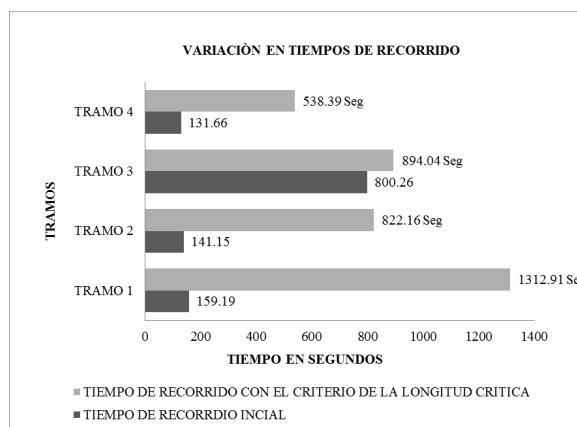 VARIACIÒN EN TIEMPOS DE RECORRIDO
TRAMOS
TRAMO 4
538.39 Seg
131.66
TRAMO 3
894.04 Seg
800.26
TRAMO 2
822.16 Seg
141.15
TRAMO 1
1312.91 Se
159.19
0 200 400 600 800 1000 1200 1400
TIEMPO EN SEGUNDOS
TIEMPO DE RECORRIDO CON EL CRITERIO DE LA LONGITUD CRITICA
TIEMPO DE RECORRDIO INCIAL